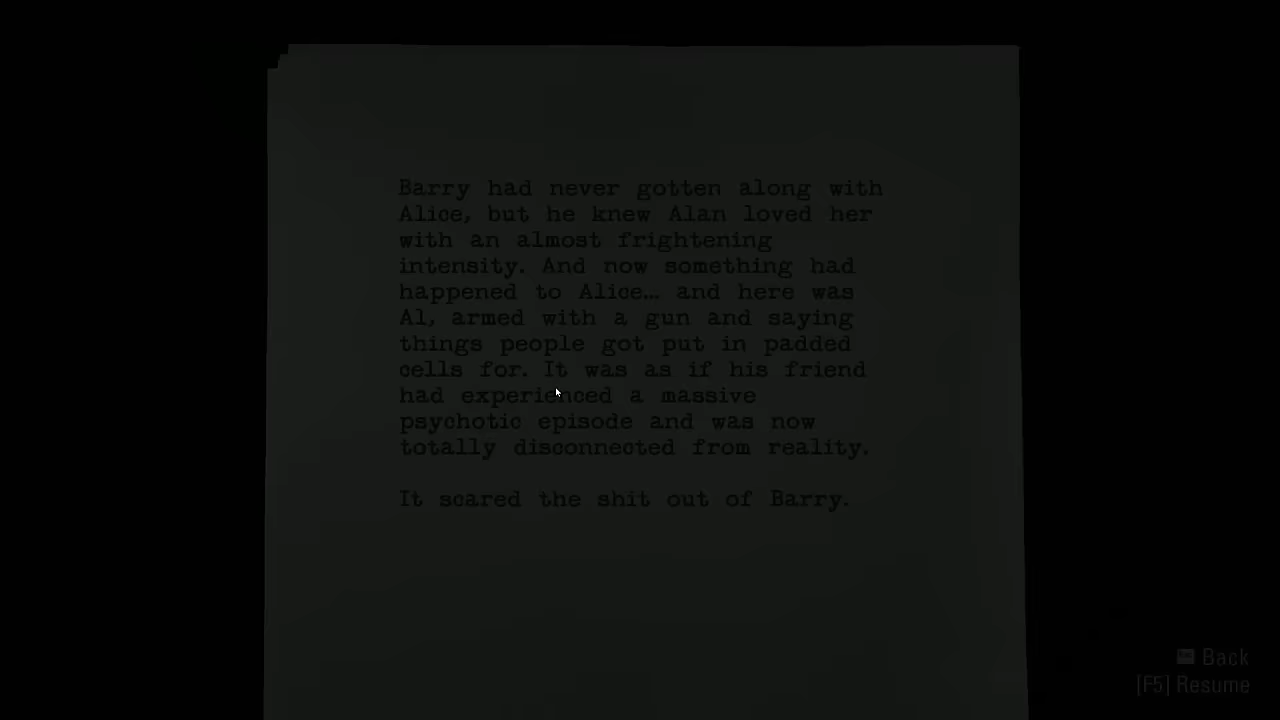 Barry had never gotten along with
Alice, but he knew Alan loved her
with an almost frightening
intensity. And now something had
happened to Alice… and here was
Al, armed with a gun and saying
things people got put in padded
cells for. It was as if his friend
had experienced a massive
psychotic episode and was now
totally disconnected from reality.
It scared the shit out of Barry.
Back
[F5] Resume